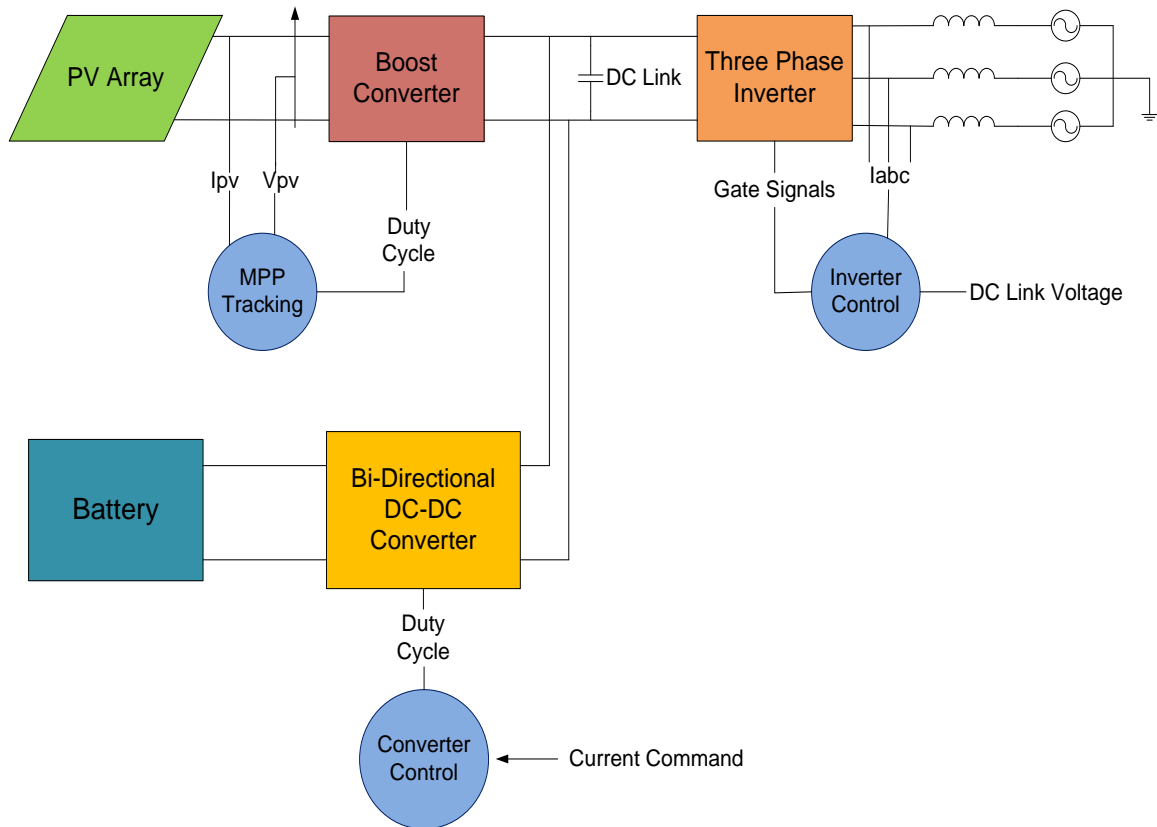 PV Array
Boost
Converter
DC Link
Three Phase
Inverter
Ipv
Vpv
Duty
Cycle
Gate Signals
Iabc
MPP
Tracking
Inverter
Control
DC Link Voltage
Battery
Bi-Directional
DC-DC
Converter
Duty
Cycle
Converter
Control
Current Command